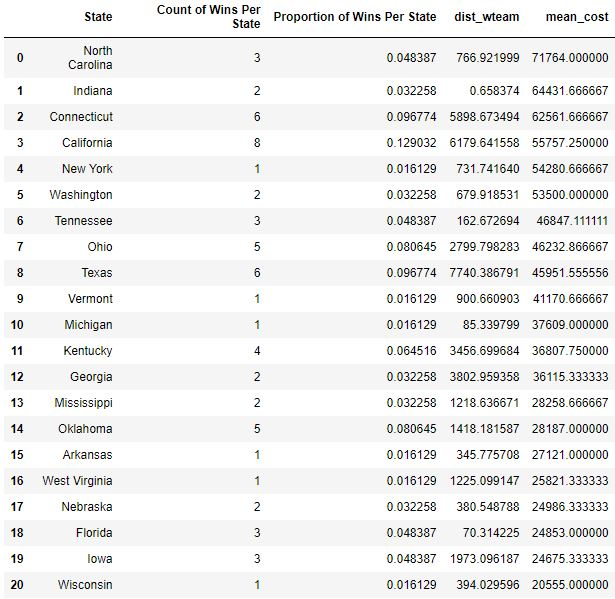 State Count of Wins Per State Proportion of Wins Per State dist_wteam mean_cost
0 North Carolina 3 0.048387 766.921999 71764.000000
1 Indiana 2 0.032258 0.658374 64431.666667
2 Connecticut 6 0.096774 5898.673494 62561.666667
3 California 8 0.129032 6179.641558 55757.250000
4 New York 1 0.016129 731.741640 54280.666667
5 Washington 2 0.032258 679.918531 53500.000000
6 Tennessee 3 0.048387 162.672694 46847.111111
7 Ohio 5 0.080645 2799.798283 46232.866667
8 Texas 6 0.096774 7740.386791 45951.555556
9 Vermont 1 0.016129 900.660903 41170.666667
10 Michigan 1 0.016129 85.339799 37609.000000
11 Kentucky 4 0.064516 3456.699684 36807.750000
12 Georgia 2 0.032258 3802.959358 36115.333333
13 Mississippi 2 0.032258 1218.636671 28258.666667
14 Oklahoma 5 0.080645 1418.181587 28187.000000
15 Arkansas 1 0.016129 345.775708 27121.000000
16 West Virginia 1 0.016129 1225.099147 25821.333333
17 Nebraska 2 0.032258 380.548788 24986.333333
18 Florida 3 0.048387 70.314225 24853.000000
19 Iowa 3 0.048387 1973.096187 24675.333333
20 Wisconsin 1 0.016129 394.029596 20555.000000